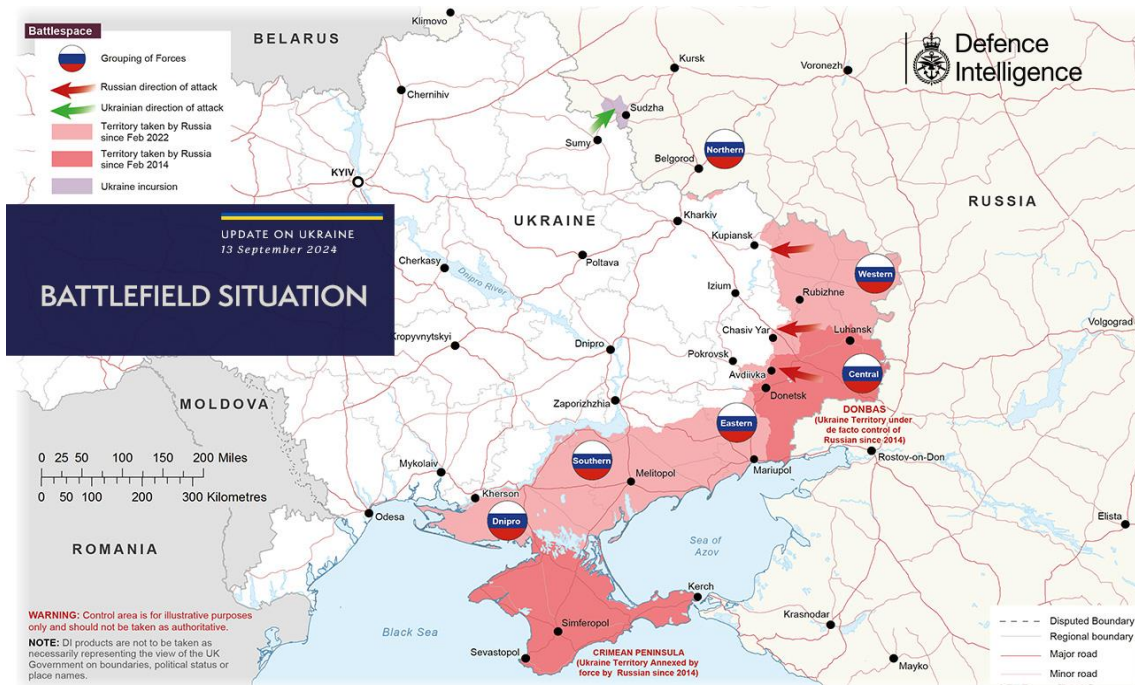 Battlespace
Grouping of Forces
Russian direction of attack
Ukrainian direction of attack
Territory taken by Russia
since Feb 2022
Territory taken by Russia
since Feb 2014
Ukraine incursion
Defence
Intelligence
UPDATE ON UKRAINE
13 September 2024
BATTLEFIELD SITUATION
Klimovo
BELARUS
Kursk
Voronezh
Chernihiv
Sudzha
Sumy
Northern
Belgorod
KYIV
RUSSIA
UKRAINE
Kharkiv
Kupiansk
Poltava
Cherkasy
Dnipro River
Western
Izium
Rubizhne
Chasiv Yar
Luhansk
Volgograd
Kropyvnytskyi
Dnipro
Pokrovsk
Avdiivka
Central
Donetsk
MOLDOVA
Zaporizhzhia
DONBAS
(Ukraine Territory under
de facto control of
Russian since 2014)
Eastern
Rostov-on-Don
Southern
Mariupol
Melitopol
0 25 50 100 150 200 Miles
0 50 100 200 300 Kilometres
Mykolaiv
Kherson
Odesa
Dnipro
Elista
ROMANIA
Sea of
Azov
Kerch
Krasnodar
Simferopol
Black Sea
Sevastopol
CRIMEAN PENINSULA
(Ukraine Territory Annexed by
force by Russian since 2014)
Mayko
WARNING: Control area is for illustrative purposes
only and should not be taken as authoritative.
NOTE: DI products are not to be taken as
necessarily representing the view of the UK
Government on boundaries, political status or
place names.
Disputed Boundary
Regional boundary
Major road
Minor road